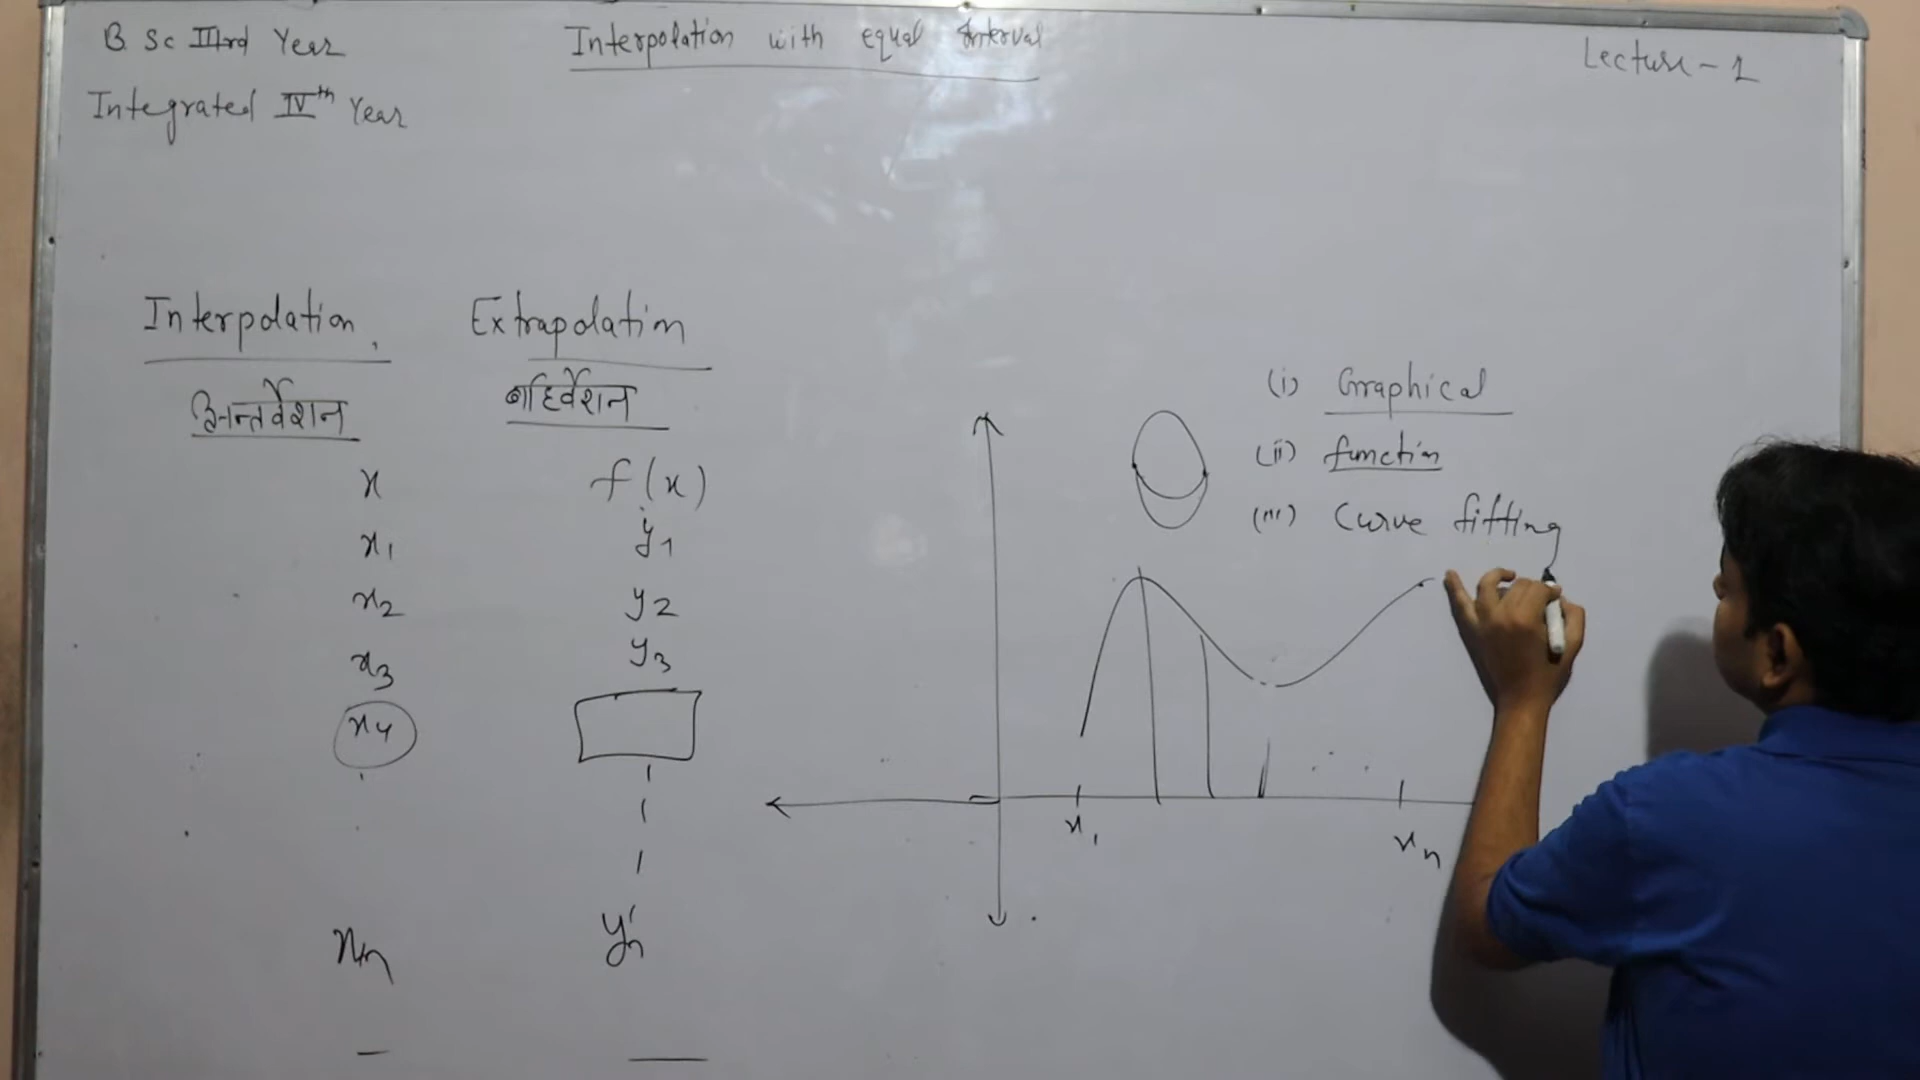 B Sc IIIrd Year
Integrated IVth Year
Interpolation with equal Interval
Lecture - 1
Interpolation
Extrapolation
अन्तर्वेशन
बहिर्वेशन
x f(x)
x1 y1
x2 y2
x3 y3
x4
xn yn
(i) Graphical
(ii) function
(iii) Curve fitting
x1
xn